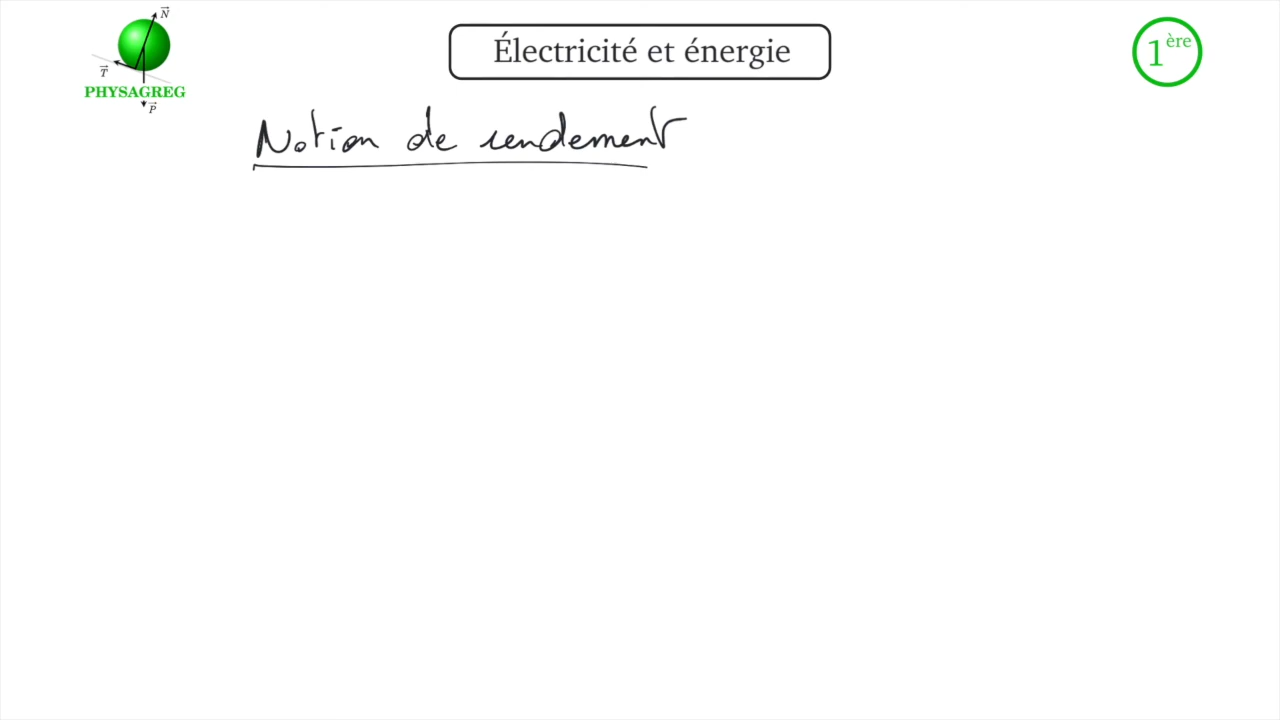 N
T
PHYSAGREG
P
Électricité et énergie
1ère
Notion de rendement